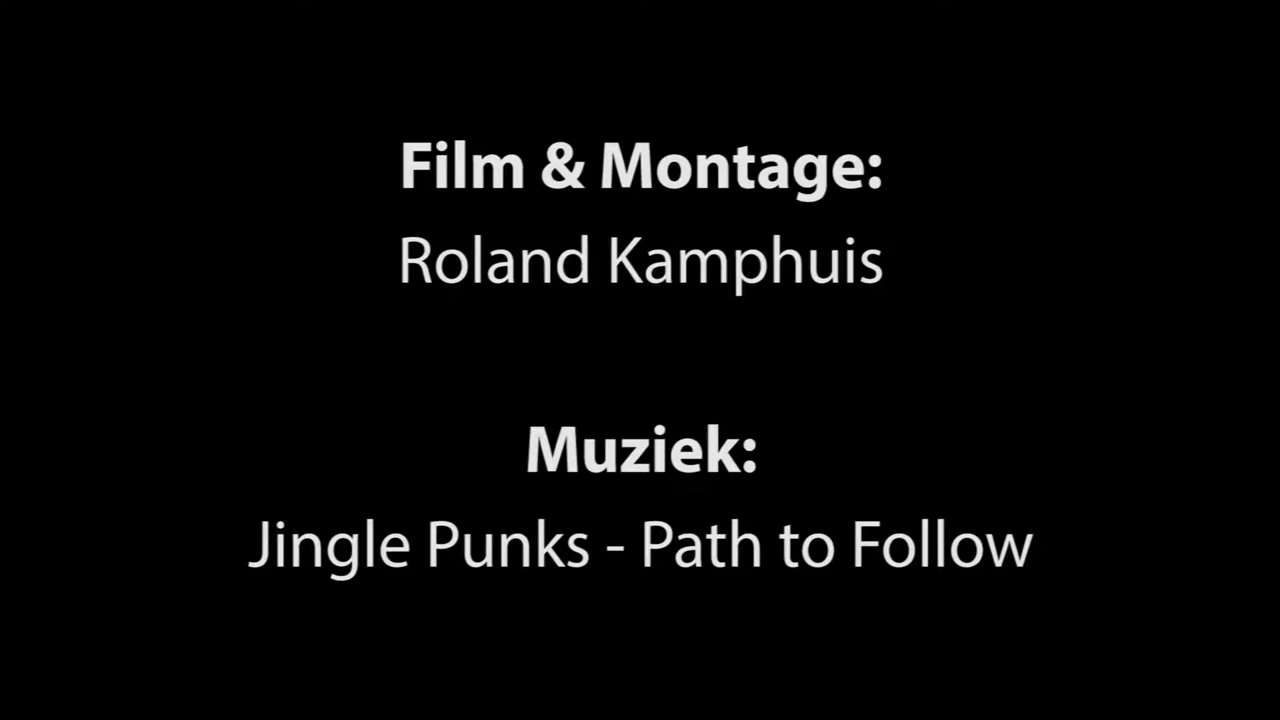 Film & Montage:
Roland Kamphuis
Muziek:
Jingle Punks - Path to Follow